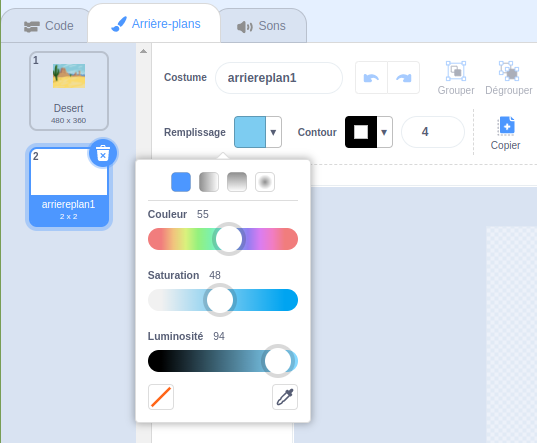 Code
Arrière-plans
Sons
1
Desert
480 x 360
2
arriereplan1
2 x 2
Costume
arriereplan1
Grouper
Dégrouper
Remplissage
Contour
4
Copier
Couleur 55
Saturation 48
Luminosité 94